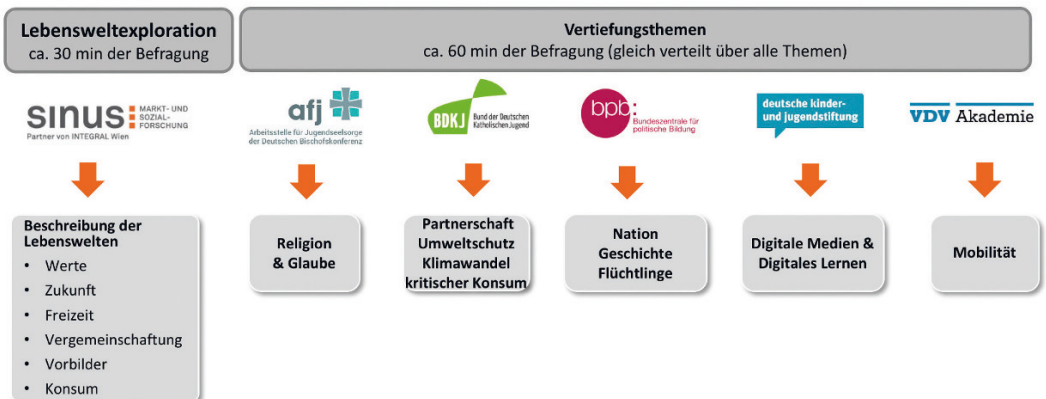 Lebensweltexploration
ca. 30 min der Befragung
Vertiefungsthemen
ca. 60 min der Befragung (gleich verteilt über alle Themen)
sinus: MARKT- UND
SOZIAL-
FORSCHUNG
Partner von INTEGRAL Wien
afj
Arbeitsstelle für Jugendseelsorge
der Deutschen Bischofskonferenz
BDKJ Bund der Deutschen
Katholischen Jugend
bpb:
Bundeszentrale für
politische Bildung
deutsche kinder-
und jugendstiftung
VDV Akademie
Beschreibung der
Lebenswelten
• Werte
• Zukunft
• Freizeit
• Vergemeinschaftung
• Vorbilder
• Konsum
Religion
& Glaube
Partnerschaft
Umweltschutz
Klimawandel
kritischer Konsum
Nation
Geschichte
Flüchtlinge
Digitale Medien &
Digitales Lernen
Mobilität